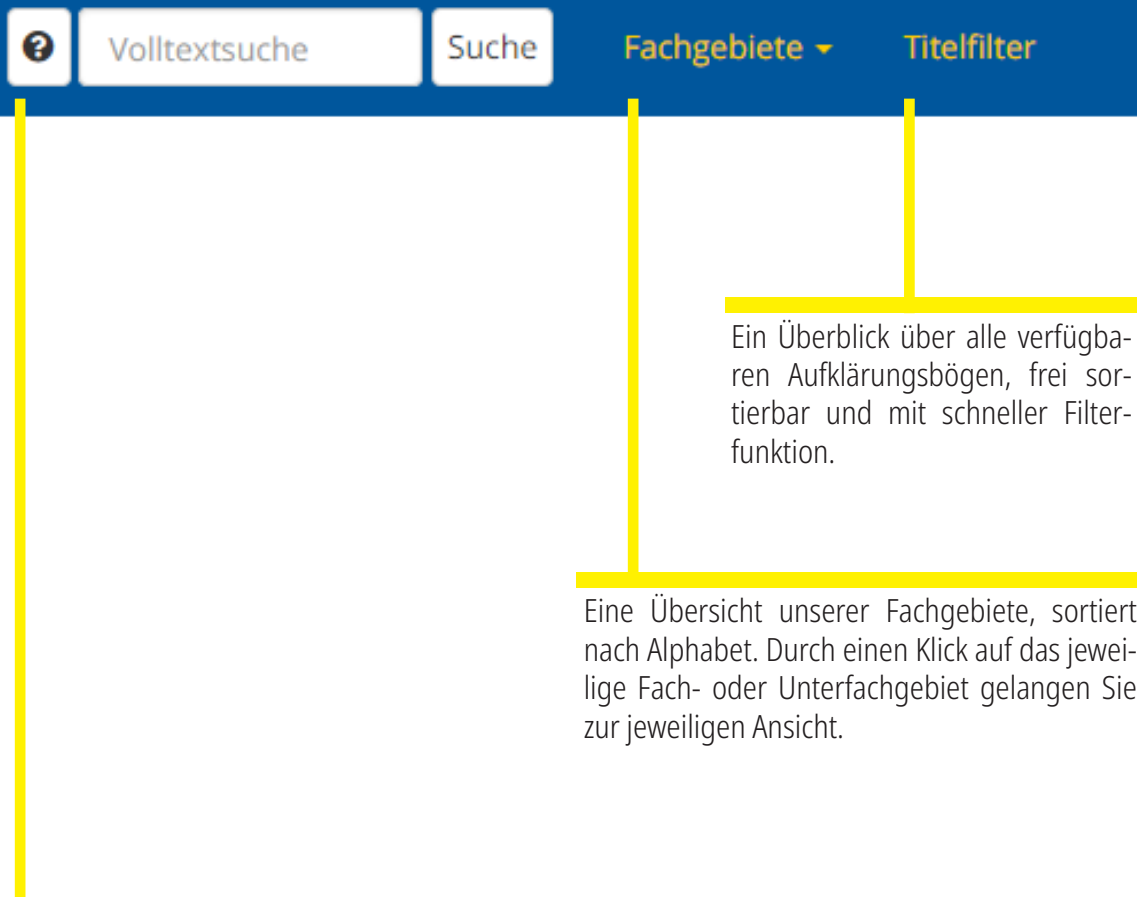 Volltextsuche Suche Fachgebiete Titelfilter
Ein Überblick über alle verfügba-
ren Aufklärungsbögen, frei sor-
tierbar und mit schneller Filter-
funktion.
Eine Übersicht unserer Fachgebiete, sortiert
nach Alphabet. Durch einen Klick auf das jewei-
lige Fach- oder Unterfachgebiet gelangen Sie
zur jeweiligen Ansicht.